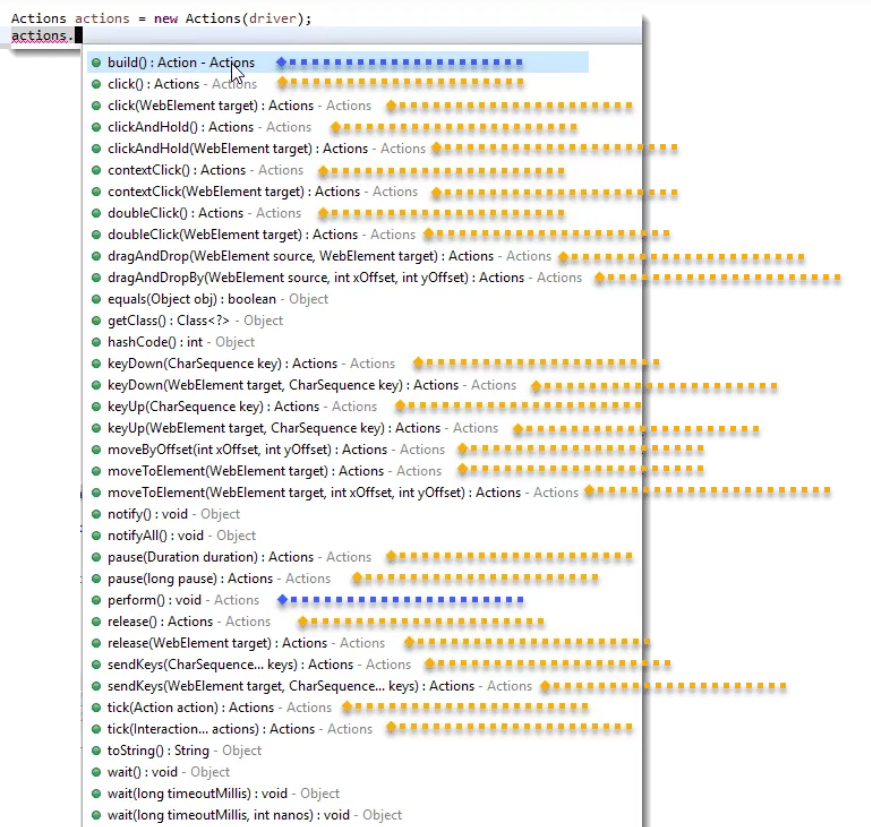 Actions actions = new Actions(driver);
actions.
build() : Action - Actions
click() : Actions - Actions
click(WebElement target) : Actions - Actions
clickAndHold() : Actions - Actions
clickAndHold(WebElement target) : Actions - Actions
contextClick() : Actions - Actions
contextClick(WebElement target) : Actions - Actions
doubleClick() : Actions - Actions
doubleClick(WebElement target) : Actions - Actions
dragAndDrop(WebElement source, WebElement target) : Actions - Actions
dragAndDropBy(WebElement source, int xOffset, int yOffset) : Actions - Actions
equals(Object obj) : boolean - Object
getClass() : Class<?> - Object
hashCode() : int - Object
keyDown(CharSequence key) : Actions - Actions
keyDown(WebElement target, CharSequence key) : Actions - Actions
keyUp(CharSequence key) : Actions - Actions
keyUp(WebElement target, CharSequence key) : Actions - Actions
moveByOffset(int xOffset, int yOffset) : Actions - Actions
moveToElement(WebElement target) : Actions - Actions
moveToElement(WebElement target, int xOffset, int yOffset) : Actions - Actions
notify() : void - Object
notifyAll() : void - Object
pause(Duration duration) : Actions - Actions
pause(long pause) : Actions - Actions
perform() : void - Actions
release() : Actions - Actions
release(WebElement target) : Actions - Actions
sendKeys(CharSequence... keys) : Actions - Actions
sendKeys(WebElement target, CharSequence... keys) : Actions - Actions
tick(Action action) : Actions - Actions
tick(Interaction... actions) : Actions - Actions
toString() : String - Object
wait() : void - Object
wait(long timeoutMillis) : void - Object
wait(long timeoutMillis, int nanos) : void - Object